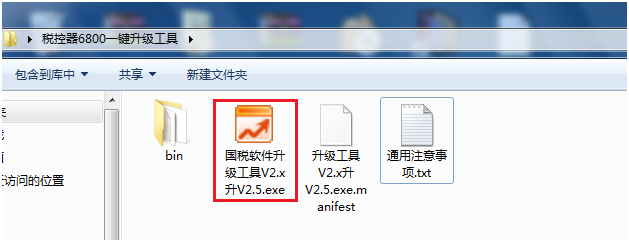 税控器6800一键升级工具
包含到库中
共享
新建文件夹
夹
访问的位置
bin
国税软件升
级工具V2.x
升V2.5.exe
升级工具
V2.x升
V2.5.exe.m
anifest
通用注意事
项.txt